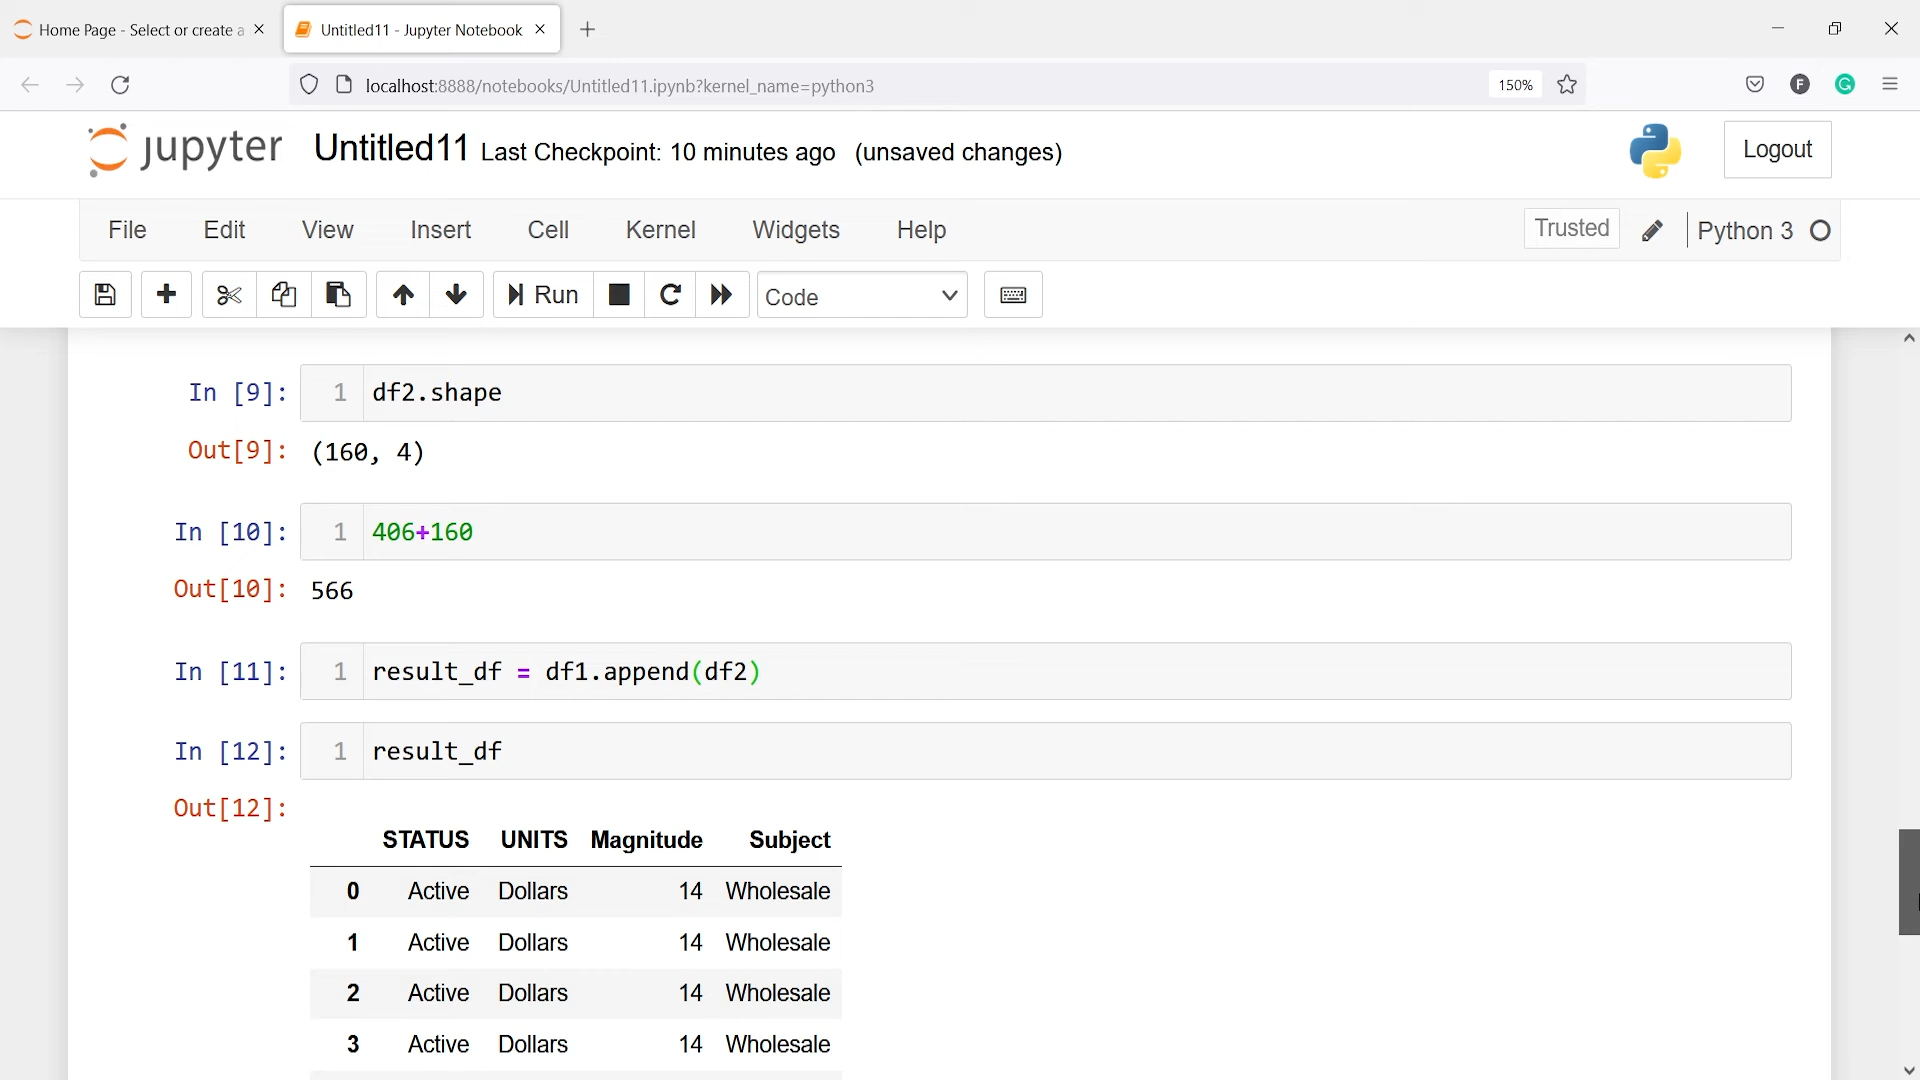 Home Page - Select or create a
Untitled11 - Jupyter Notebook
localhost:8888/notebooks/Untitled11.ipynb?kernel_name=python3
150%
F
G
jupyter Untitled11 Last Checkpoint: 10 minutes ago (unsaved changes)
Logout
File Edit View Insert Cell Kernel Widgets Help Trusted Python 3
Run Code
In [9]: 1 df2.shape
Out[9]: (160, 4)
In [10]: 1 406+160
Out[10]: 566
In [11]: 1 result_df = df1.append(df2)
In [12]: 1 result_df
Out[12]:
STATUS UNITS Magnitude Subject
0 Active Dollars 14 Wholesale
1 Active Dollars 14 Wholesale
2 Active Dollars 14 Wholesale
3 Active Dollars 14 Wholesale